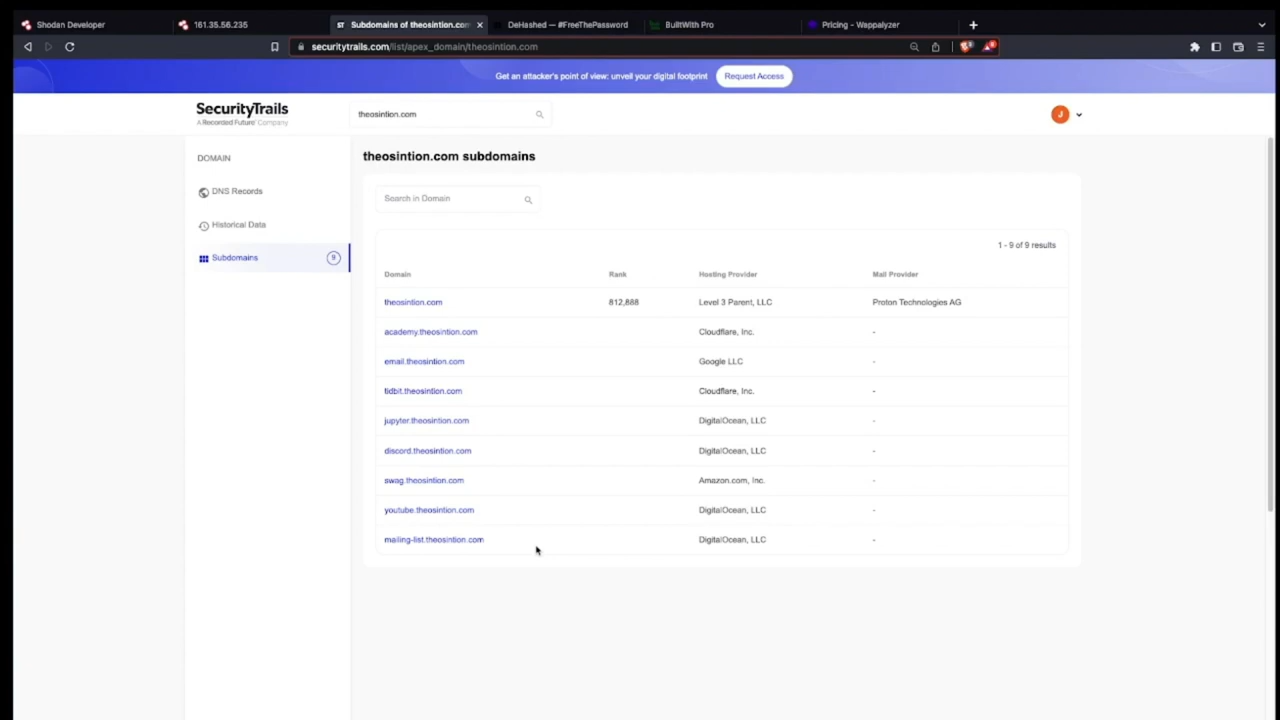 Shodan Developer 161.35.56.235 Subdomains of theosintion.com DeHashed — #FreeThePassword BuiltWith Pro Pricing - Wappalyzer
securitytrails.com/list/apex_domain/theosintion.com
Get an attacker's point of view: unveil your digital footprint Request Access
SecurityTrails
A Recorded Future® Company
theosintion.com
J
DOMAIN
DNS Records
Historical Data
Subdomains 9
theosintion.com subdomains
Search in Domain
1 - 9 of 9 results
Domain Rank Hosting Provider Mail Provider
theosintion.com 812,888 Level 3 Parent, LLC Proton Technologies AG
academy.theosintion.com Cloudflare, Inc. -
email.theosintion.com Google LLC -
tidbit.theosintion.com Cloudflare, Inc. -
jupyter.theosintion.com DigitalOcean, LLC -
discord.theosintion.com DigitalOcean, LLC -
swag.theosintion.com Amazon.com, Inc. -
youtube.theosintion.com DigitalOcean, LLC -
mailing-list.theosintion.com DigitalOcean, LLC -